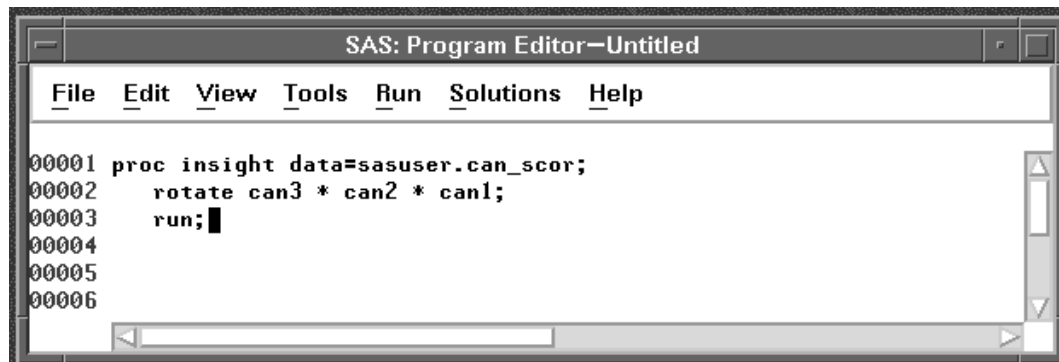 SAS: Program Editor—Untitled
File Edit View Tools Run Solutions Help
00001 proc insight data=sasuser.can_scor;
00002 rotate can3 * can2 * can1;
00003 run;
00004
00005
00006